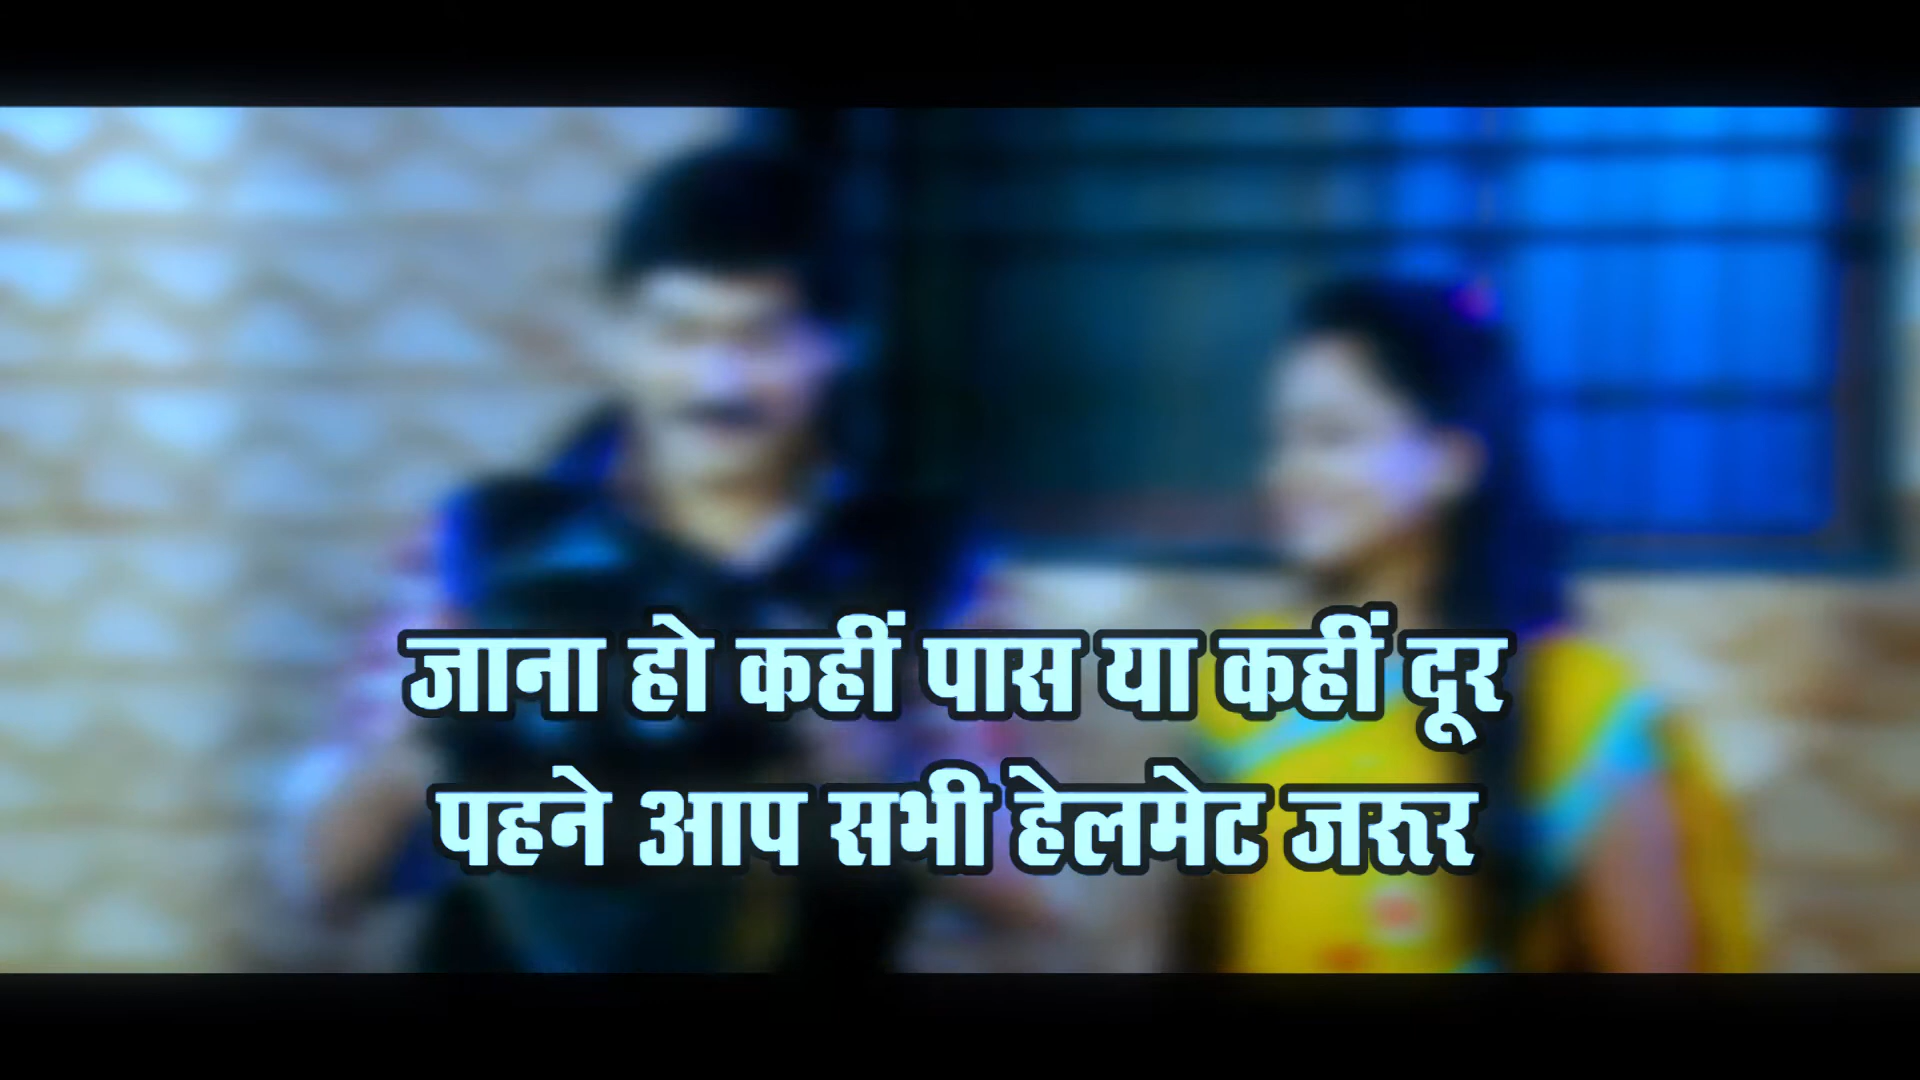 जाना हो कहीं पास या कहीं दूर
पहने आप सभी हेलमेट जरूर